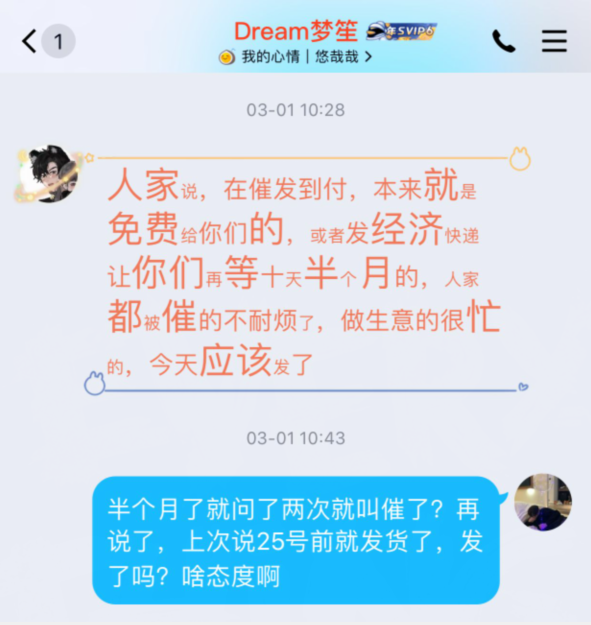 1
Dream梦笙
年SVIP6
我的心情 | 悠哉哉
03-01 10:28
人家说，在催发到付，本来就是
免费给你们的，或者发经济快递
让你们再等十天半个月的，人家
都被催的不耐烦了，做生意的很忙
的，今天应该发了
03-01 10:43
半个月了就问了两次就叫催了？再
说了，上次说25号前就发货了，发
了吗？啥态度啊